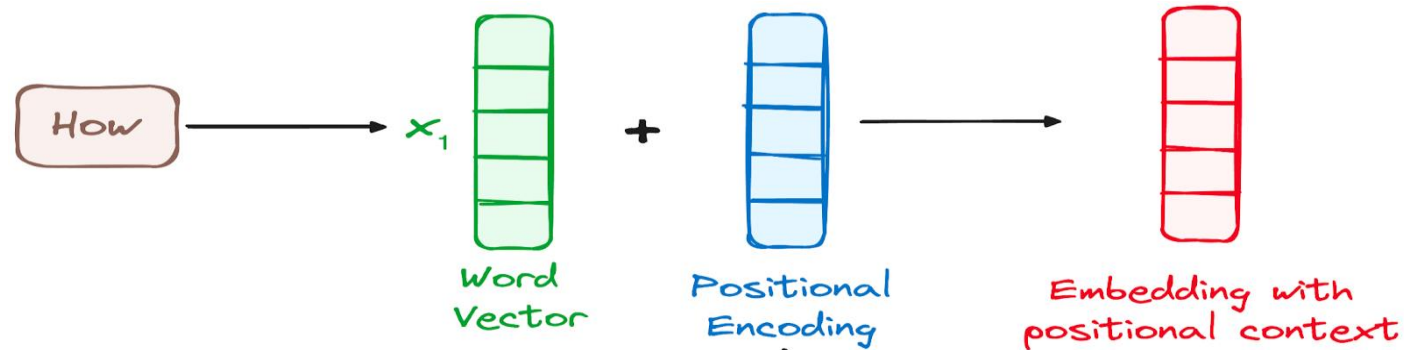 How
x₁
+
Word
Vector
Positional
Encoding
Embedding with
positional context